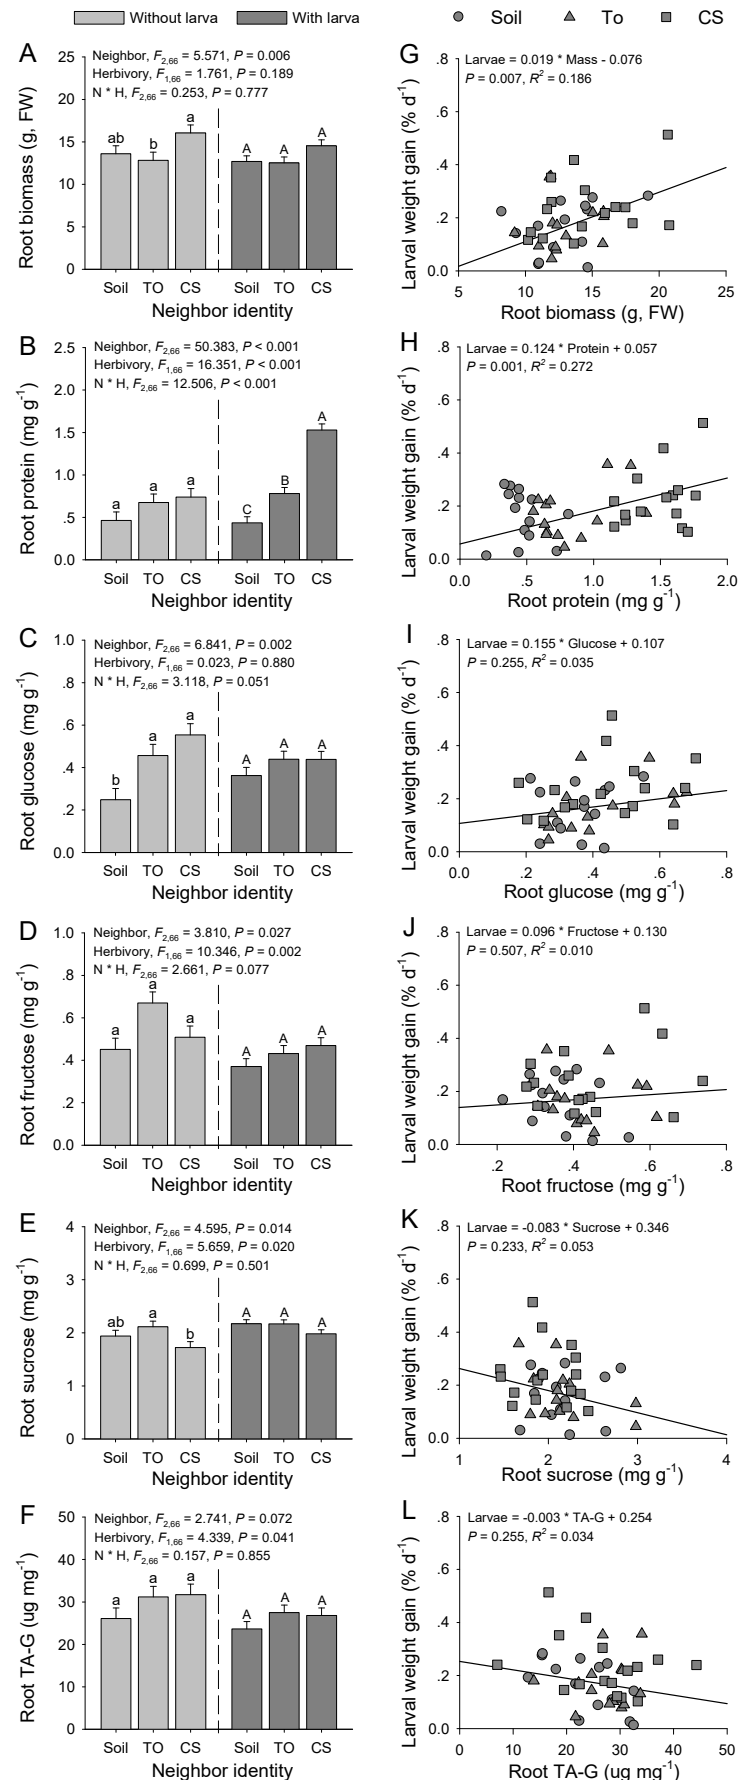 Without larva With larva Soil To CS
A
Neighbor, F2,66 = 5.571, P = 0.006
Herbivory, F1,66 = 1.761, P = 0.189
N * H, F2,66 = 0.253, P = 0.777
Root biomass (g, FW)
25
20
15
10
5
0
ab b a A A A
Soil TO CS Soil TO CS
Neighbor identity
G
Larvae = 0.019 * Mass - 0.076
P = 0.007, R2 = 0.186
Larval weight gain (% d-1)
.8
.6
.4
.2
0.0
5 10 15 20 25
Root biomass (g, FW)
B
Neighbor, F2,66 = 50.383, P < 0.001
Herbivory, F1,66 = 16.351, P < 0.001
N * H, F2,66 = 12.506, P < 0.001
Root protein (mg g-1)
2.5
2.0
1.5
1.0
.5
0.0
a a a C B A
Soil TO CS Soil TO CS
Neighbor identity
H
Larvae = 0.124 * Protein + 0.057
P = 0.001, R2 = 0.272
Larval weight gain (% d-1)
.8
.6
.4
.2
0.0
0.0 .5 1.0 1.5 2.0
Root protein (mg g-1)
C
Neighbor, F2,66 = 6.841, P = 0.002
Herbivory, F1,66 = 0.023, P = 0.880
N * H, F2,66 = 3.118, P = 0.051
Root glucose (mg g-1)
1.0
.8
.6
.4
.2
0.0
b a a A A A
Soil TO CS Soil TO CS
Neighbor identity
I
Larvae = 0.155 * Glucose + 0.107
P = 0.255, R2 = 0.035
Larval weight gain (% d-1)
.8
.6
.4
.2
0.0
0.0 .2 .4 .6 .8
Root glucose (mg g-1)
D
Neighbor, F2,66 = 3.810, P = 0.027
Herbivory, F1,66 = 10.346, P = 0.002
N * H, F2,66 = 2.661, P = 0.077
Root fructose (mg g-1)
1.0
.8
.6
.4
.2
0.0
a a a A A A
Soil TO CS Soil TO CS
Neighbor identity
J
Larvae = 0.096 * Fructose + 0.130
P = 0.507, R2 = 0.010
Larval weight gain (% d-1)
.8
.6
.4
.2
0.0
.2 .4 .6 .8
Root fructose (mg g-1)
E
Neighbor, F2,66 = 4.595, P = 0.014
Herbivory, F1,66 = 5.659, P = 0.020
N * H, F2,66 = 0.699, P = 0.501
Root sucrose (mg g-1)
4
3
2
1
0
ab a b A A A
Soil TO CS Soil TO CS
Neighbor identity
K
Larvae = -0.083 * Sucrose + 0.346
P = 0.233, R2 = 0.053
Larval weight gain (% d-1)
.8
.6
.4
.2
0.0
1 2 3 4
Root sucrose (mg g-1)
F
Neighbor, F2,66 = 2.741, P = 0.072
Herbivory, F1,66 = 4.339, P = 0.041
N * H, F2,66 = 0.157, P = 0.855
Root TA-G (ug mg-1)
50
40
30
20
10
0
a a a A A A
Soil TO CS Soil TO CS
Neighbor identity
L
Larvae = -0.003 * TA-G + 0.254
P = 0.255, R2 = 0.034
Larval weight gain (% d-1)
.8
.6
.4
.2
0.0
0 10 20 30 40 50
Root TA-G (ug mg-1)